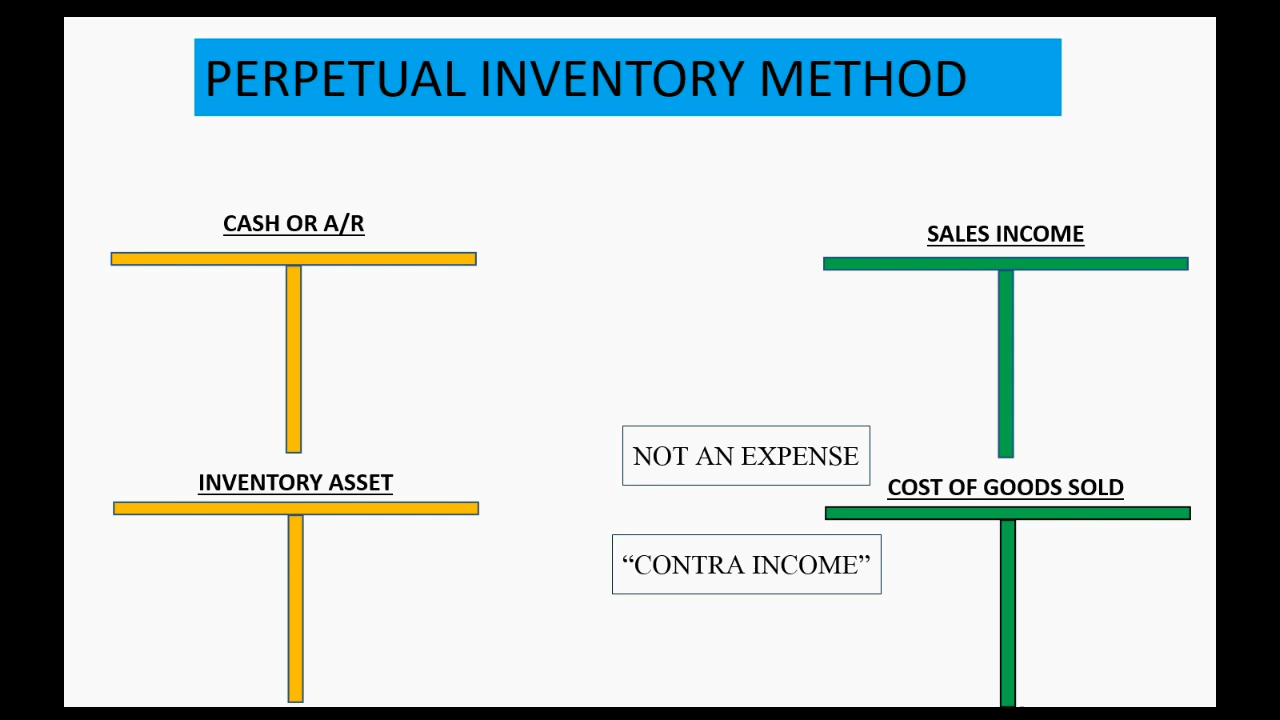 PERPETUAL INVENTORY METHOD
CASH OR A/R
SALES INCOME
NOT AN EXPENSE
INVENTORY ASSET
COST OF GOODS SOLD
“CONTRA INCOME”